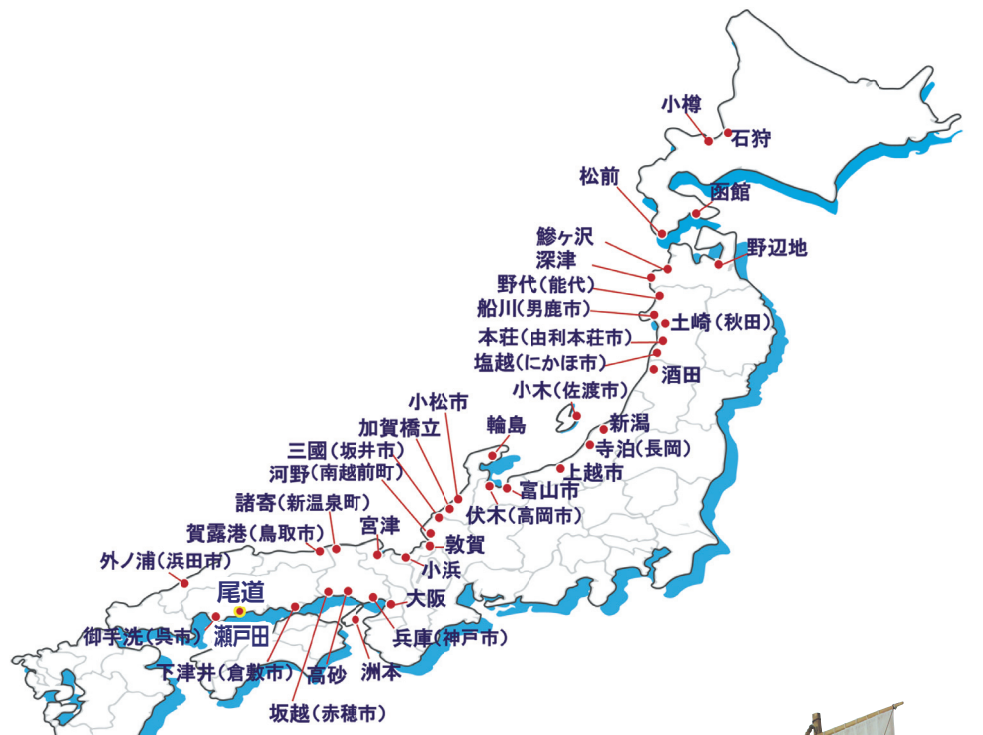 小樽
石狩
松前
函館
鰺ヶ沢
野辺地
深津
野代(能代)
船川(男鹿市)
土崎(秋田)
本荘(由利本荘市)
塩越(にかほ市)
酒田
小木(佐渡市)
小松市
加賀橋立
輪島
新潟
三國(坂井市)
寺泊(長岡)
河野(南越前町)
上越市
富山市
諸寄(新温泉町)
伏木(高岡市)
宮津
賀露港(鳥取市)
敦賀
外ノ浦(浜田市)
小浜
尾道
大阪
御手洗(呉市)
瀬戸田
兵庫(神戸市)
下津井(倉敷市)
高砂
洲本
坂越(赤穂市)